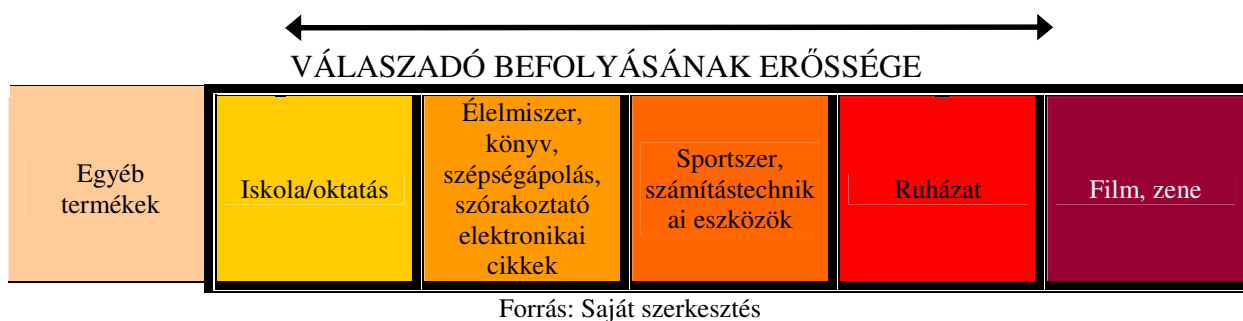 VÁLASZADÓ BEFOLYÁSÁNAK ERŐSSÉGE
Egyéb
termékek
Iskola/oktatás
Élelmiszer,
könyv,
szépségápolás,
szórakoztató
elektronikai
cikkek
Sportszer,
számítástechnik
ai eszközök
Ruházat
Film, zene
Forrás: Saját szerkesztés